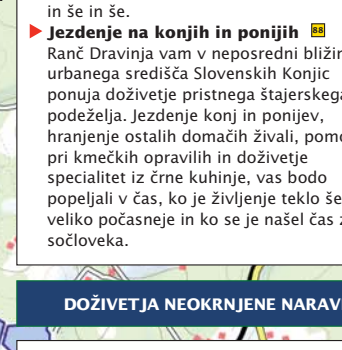 in še in še.
Jezdenje na konjih in ponijih 88
Ranč Dravinja vam v neposredni bližin
urbanega središča Slovenskih Konjic
ponuja doživetje pristnega štajerskega
podeželja. Jezdenje konj in ponijev,
hranjenje ostalih domačih živali, pomo
pri kmečkih opravilih in doživetje
specialitet iz črne kuhinje, vas bodo
popeljali v čas, ko je življenje teklo še
veliko počasneje in ko se je našel čas z
sočloveka.
DOŽIVETJA NEOKRNJENE NARAV